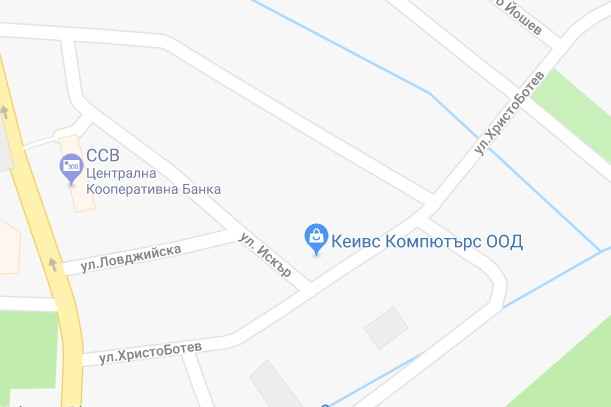 Йошев
ул.ХристоБотев
ССВ
Централна
Кооперативна Банка
Кеивс Компютърс ООД
ул. Искър
ул.Ловджийска
ул.ХристоБотев